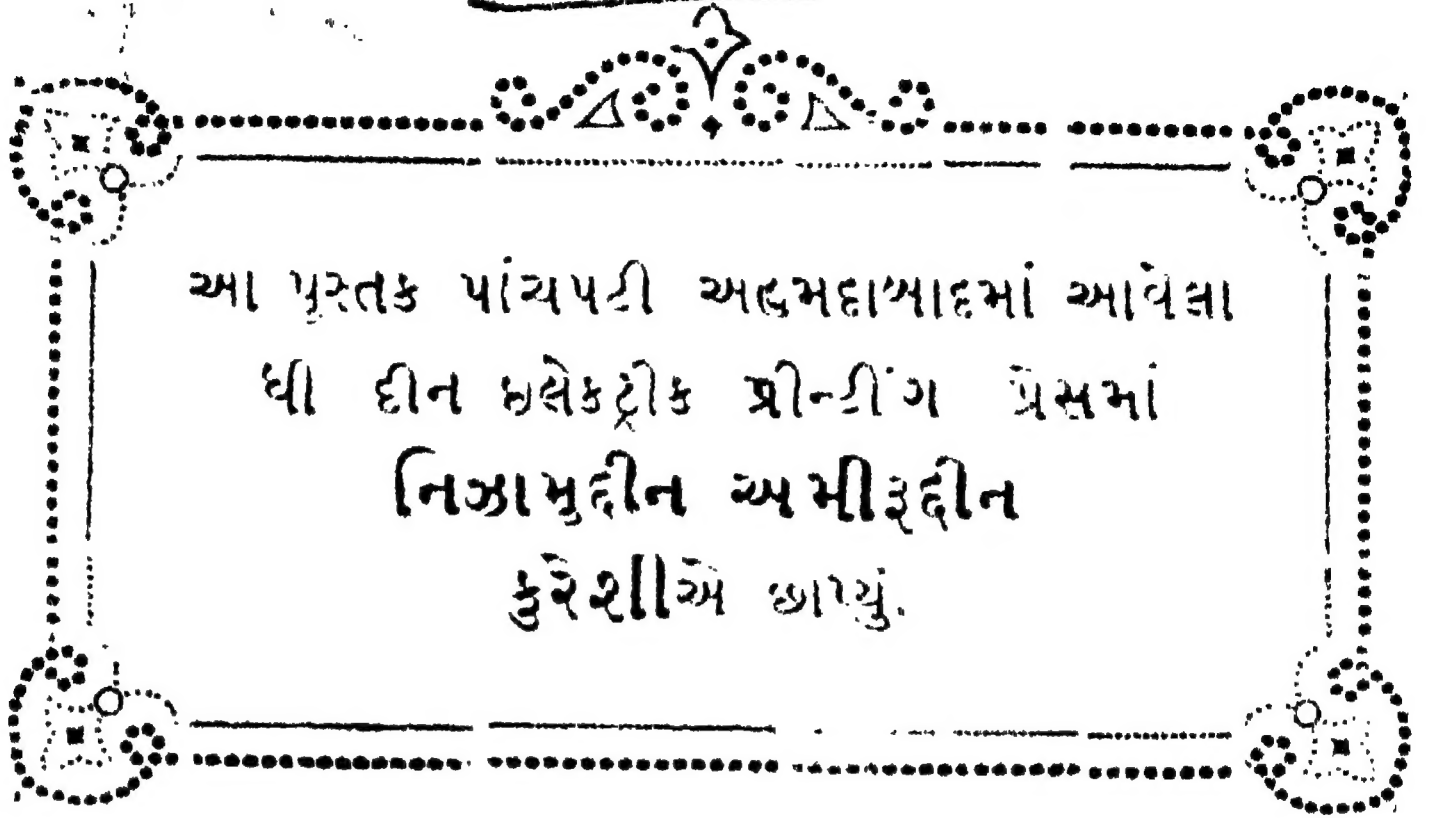 આ પુસ્તક પાંચપટી અહમદાબાદમાં આવેલા
ધી દીન ઇલેકટ્રીક પ્રીન્ટીંગ પ્રેસમાં
નિઝામુદ્દીન અમીરૂદ્દીન
કુરેશીએ છાપ્યું.